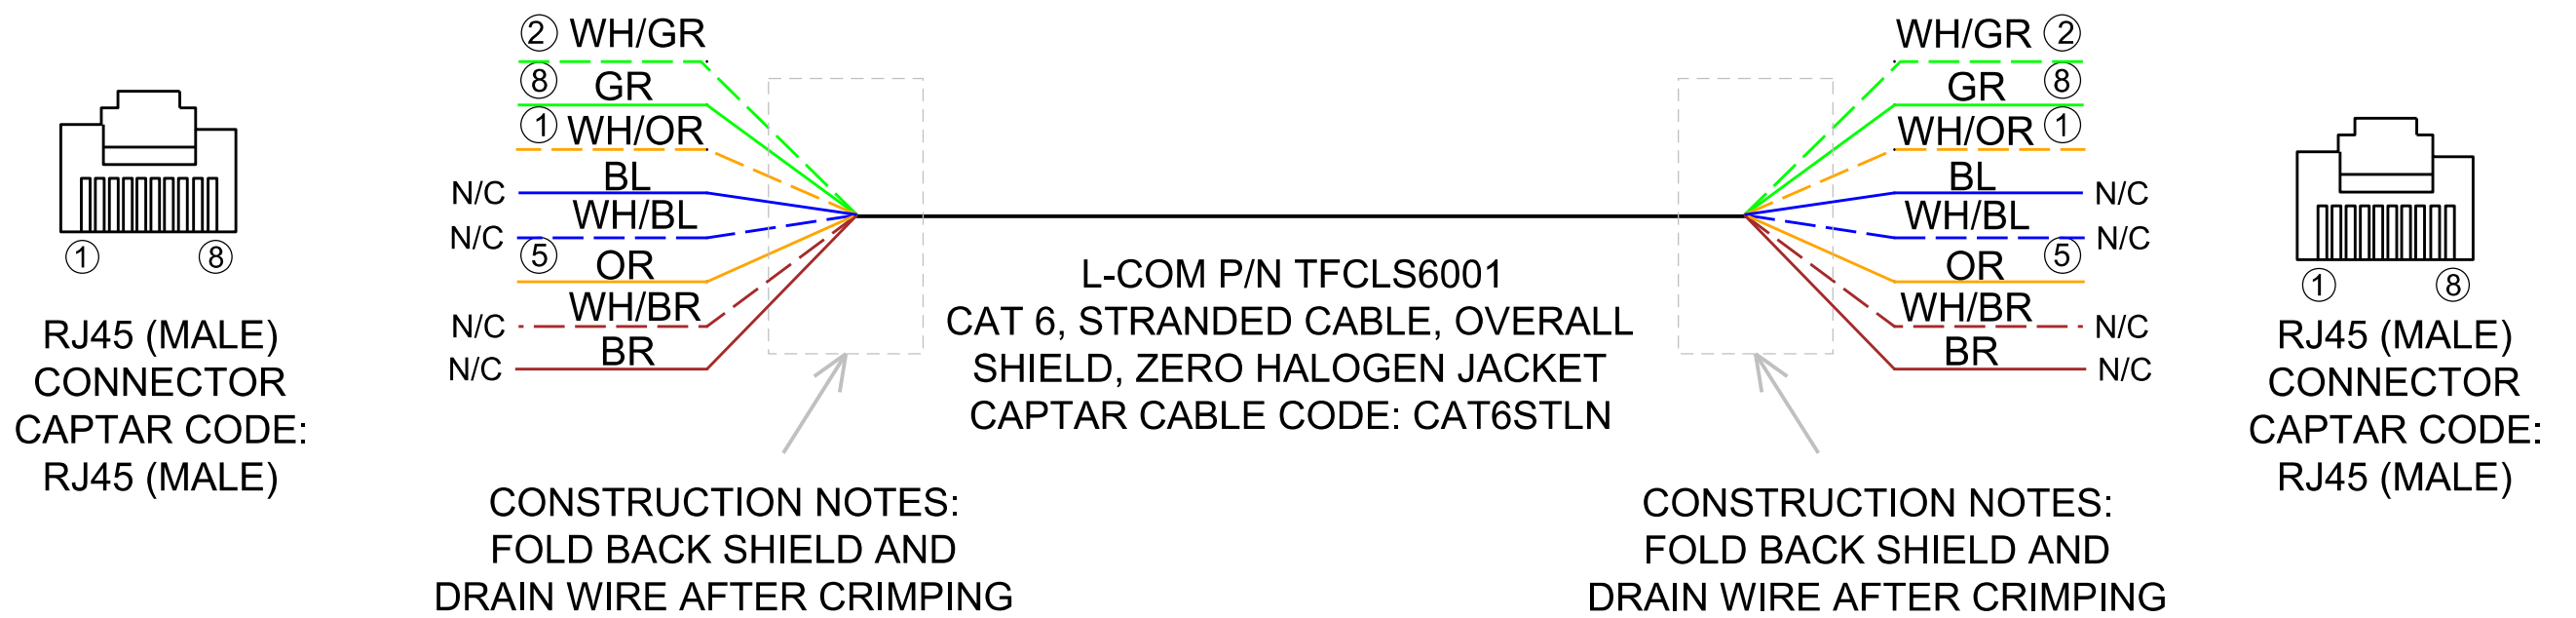 ② WH/GR
⑧ GR
① WH/OR
N/C BL
N/C WH/BL
⑤ OR
N/C WH/BR
N/C BR
① ⑧
RJ45 (MALE)
CONNECTOR
CAPTAR CODE:
RJ45 (MALE)
CONSTRUCTION NOTES:
FOLD BACK SHIELD AND
DRAIN WIRE AFTER CRIMPING
L-COM P/N TFCLS6001
CAT 6, STRANDED CABLE, OVERALL
SHIELD, ZERO HALOGEN JACKET
CAPTAR CABLE CODE: CAT6STLN
WH/GR ②
GR ⑧
WH/OR ①
BL N/C
WH/BL N/C
OR ⑤
WH/BR N/C
BR N/C
CONSTRUCTION NOTES:
FOLD BACK SHIELD AND
DRAIN WIRE AFTER CRIMPING
① ⑧
RJ45 (MALE)
CONNECTOR
CAPTAR CODE:
RJ45 (MALE)